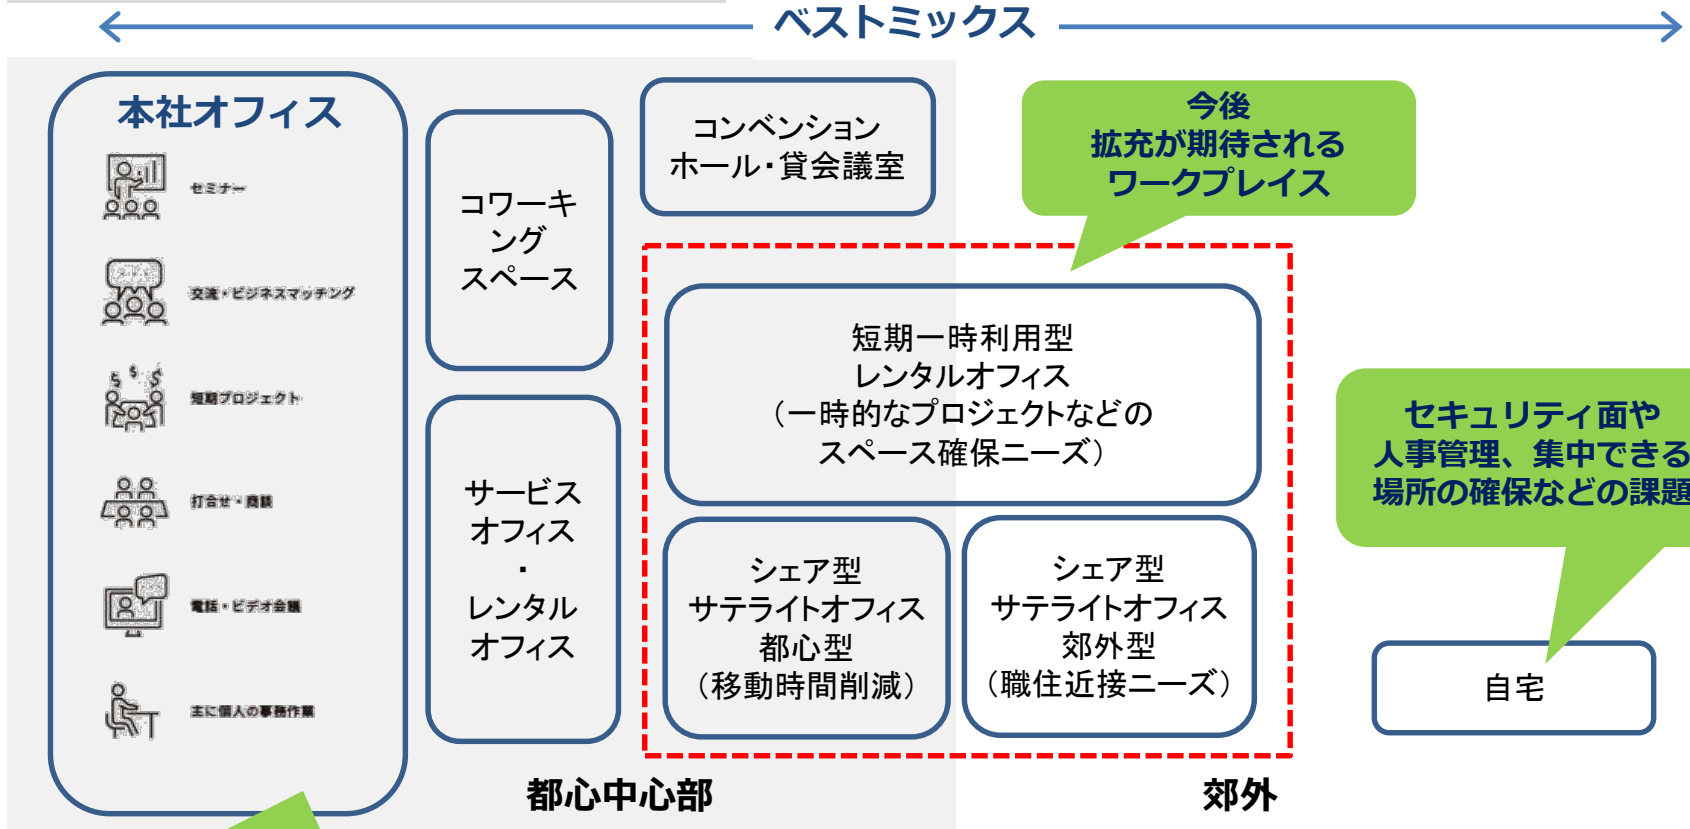 ベストミックス
本社オフィス
セミナー
交流・ビジネスマッチング
短期プロジェクト
打合せ・商談
電話・ビデオ会議
主に個人の事務作業
コワーキ
ング
スペース
サービス
オフィス
・
レンタル
オフィス
コンベンション
ホール・貸会議室
今後
拡充が期待される
ワークプレイス
短期一時利用型
レンタルオフィス
（一時的なプロジェクトなどの
スペース確保ニーズ）
シェア型
サテライトオフィス
都心型
（移動時間削減）
シェア型
サテライトオフィス
郊外型
（職住近接ニーズ）
セキュリティ面や
人事管理、集中できる
場所の確保などの課題
自宅
都心中心部
郊外